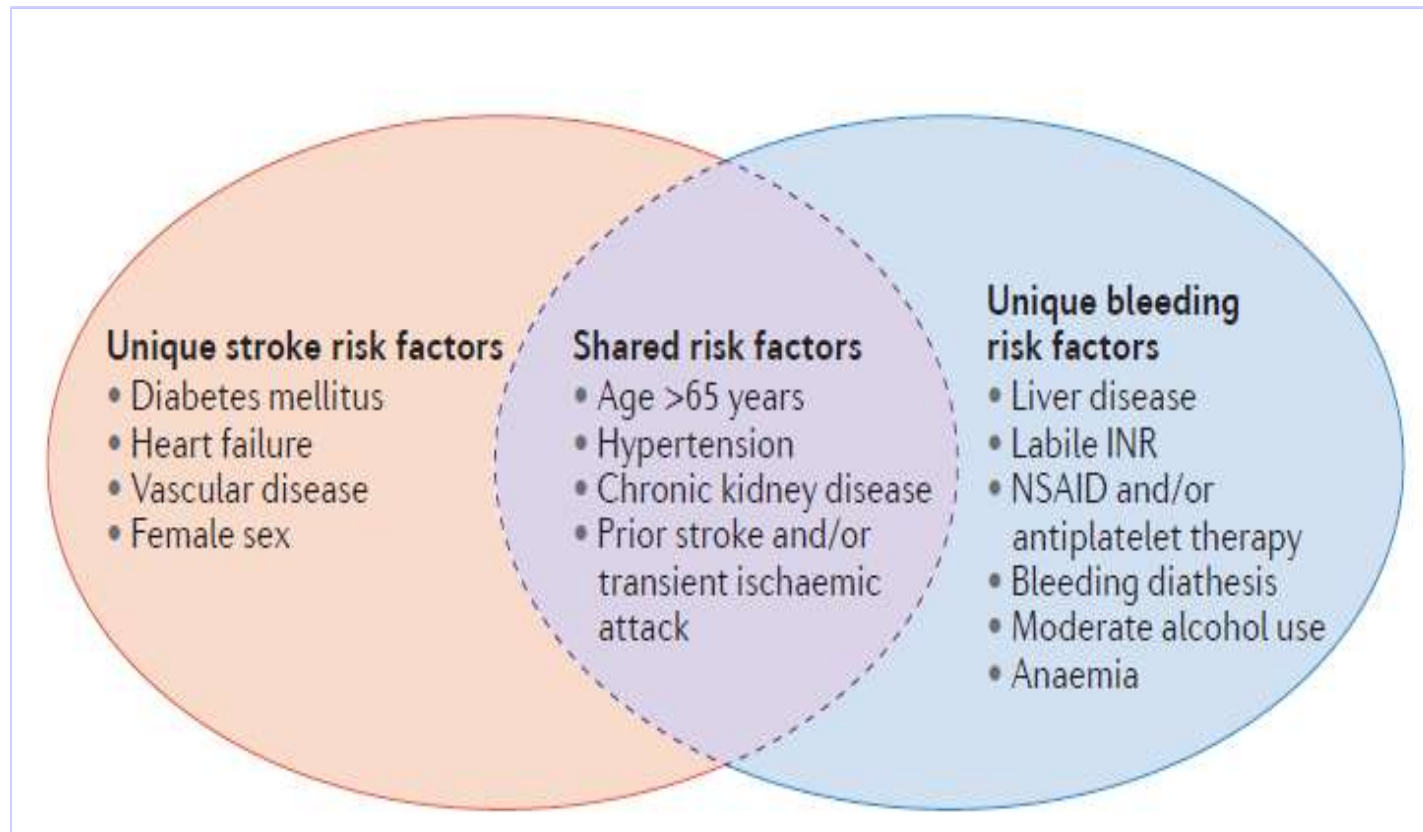 Unique stroke risk factors
• Diabetes mellitus
• Heart failure
• Vascular disease
• Female sex
Shared risk factors
• Age >65 years
• Hypertension
• Chronic kidney disease
• Prior stroke and/or
transient ischaemic
attack
Unique bleeding
risk factors
• Liver disease
• Labile INR
• NSAID and/or
antiplatelet therapy
• Bleeding diathesis
• Moderate alcohol use
• Anaemia